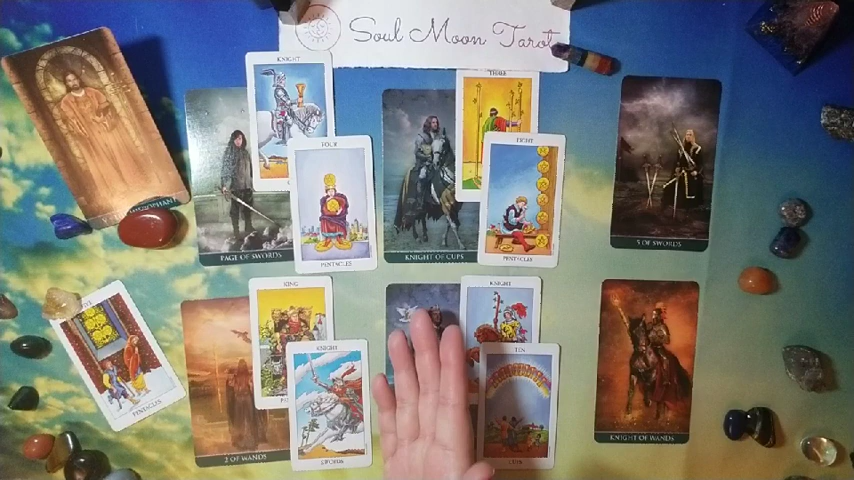 Soul Moon Tarot
KNIGHT
THREE
FOUR
EIGHT
PAGE OF SWORDS
PENTACLES
KNIGHT OF CUPS
PENTACLES
5 OF SWORDS
KING
KNIGHT
KNIGHT
TEN
PENTACLES
2 OF WANDS
SWORDS
CUPS
KNIGHT OF WANDS